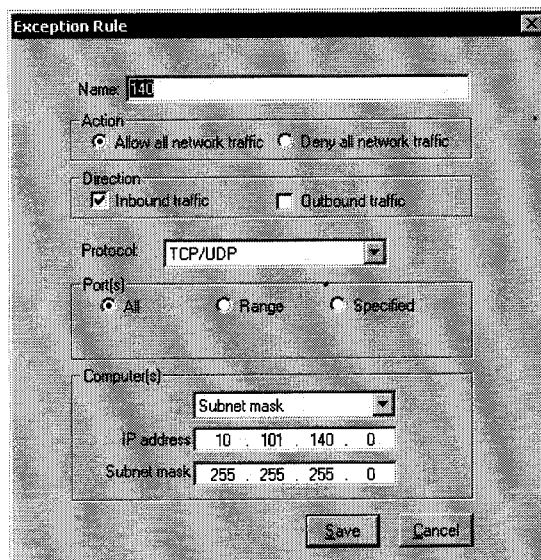 Exception Rule
Name: 140
Action
Allow all network traffic Deny all network traffic
Direction
Inbound traffic Outbound traffic
Protocol: TCP/UDP
Port(s)
All Range Specified
Computer(s)
Subnet mask
IP address 10 . 101 . 140 . 0
Subnet mask 255 . 255 . 255 . 0
Save Cancel